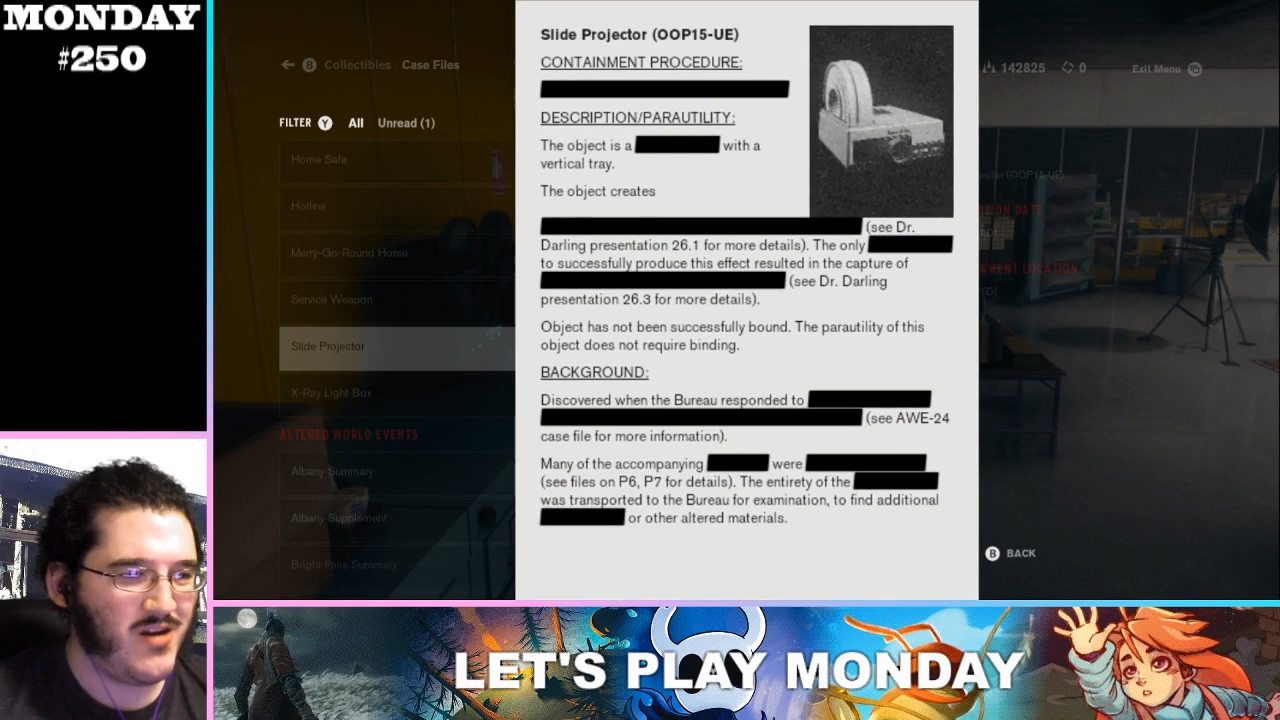 MONDAY
#250
B Collectibles Case Files
FILTER Y All Unread (1)
Home Safe
Hotline
Merry-Go-Round Horse
Service Weapon
Slide Projector
X-Ray Light Box
ALTERED WORLD EVENTS
Albany Summary
Albany Supplement
Bright Falls Summary
Slide Projector (OOP15-UE)
CONTAINMENT PROCEDURE:
DESCRIPTION/PARAUTILITY:
The object is a with a
vertical tray.
The object creates
(see Dr.
Darling presentation 26.1 for more details). The only
to successfully produce this effect resulted in the capture of
(see Dr. Darling
presentation 26.3 for more details).
Object has not been successfully bound. The parautility of this
object does not require binding.
BACKGROUND:
Discovered when the Bureau responded to
(see AWE-24
case file for more information).
Many of the accompanying were
(see files on P6, P7 for details). The entirety of the
was transported to the Bureau for examination, to find additional
or other altered materials.
142825 0 Exit Menu
(OOP15-UE)
DATE
LOCATION
B BACK
LET'S PLAY MONDAY